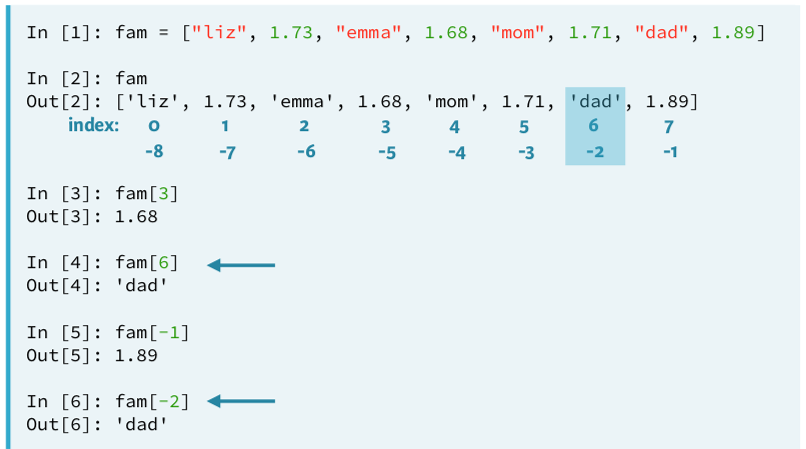 In [1]: fam = ["liz", 1.73, "emma", 1.68, "mom", 1.71, "dad", 1.89]
In [2]: fam
Out[2]: ['liz', 1.73, 'emma', 1.68, 'mom', 1.71, 'dad', 1.89]
index: 0 1 2 3 4 5 6 7
-8 -7 -6 -5 -4 -3 -2 -1
In [3]: fam[3]
Out[3]: 1.68
In [4]: fam[6]
Out[4]: 'dad'
In [5]: fam[-1]
Out[5]: 1.89
In [6]: fam[-2]
Out[6]: 'dad'